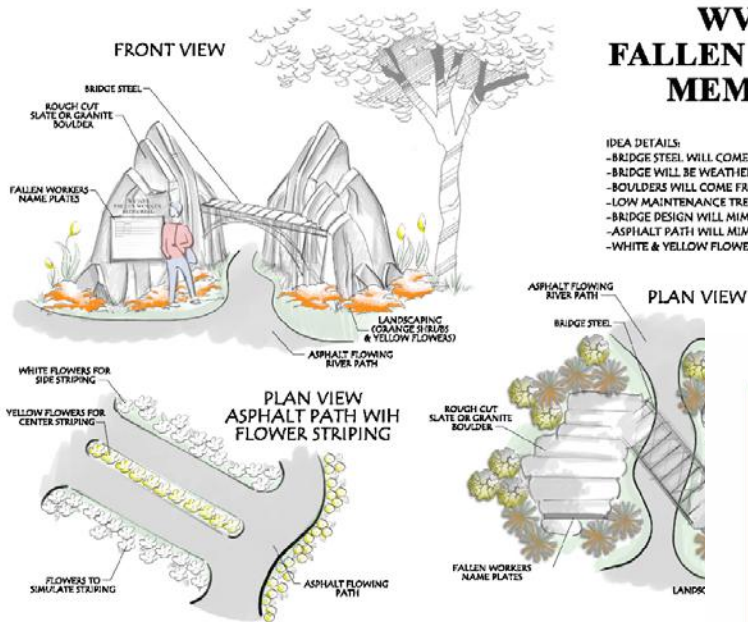 FRONT VIEW
BRIDGE STEEL
ROUGH CUT
SLATE OR GRANITE
BOULDER
FALLEN WORKERS
NAME PLATES
LANDSCAPING
(ORANGE SHRUBS
& YELLOW FLOWERS)
ASPHALT FLOWING
RIVER PATH
WV
FALLEN
MEM
IDEA DETAILS:
-BRIDGE STEEL WILL COME
-BRIDGE WILL BE WEATHE
-BOULDERS WILL COME FR
-LOW MAINTENANCE TRE
-BRIDGE DESIGN WILL MIM
-ASPHALT PATH WILL MIM
-WHITE & YELLOW FLOWE
WHITE FLOWERS FOR
SIDE STRIPING
YELLOW FLOWERS FOR
CENTER STRIPING
PLAN VIEW
ASPHALT PATH WIH
FLOWER STRIPING
FLOWERS TO
SIMULATE STRIPING
ASPHALT FLOWING
PATH
ASPHALT FLOWING
RIVER PATH
PLAN VIEW
BRIDGE STEEL
ROUGH CUT
SLATE OR GRANITE
BOULDER
FALLEN WORKERS
NAME PLATES
LANDSC